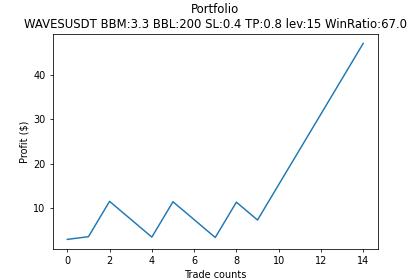 Portfolio
WAVESUSDT BBM:3.3 BBL:200 SL:0.4 TP:0.8 lev:15 WinRatio:67.0
40
30
20
10
Profit ($)
0 2 4 6 8 10 12 14
Trade counts